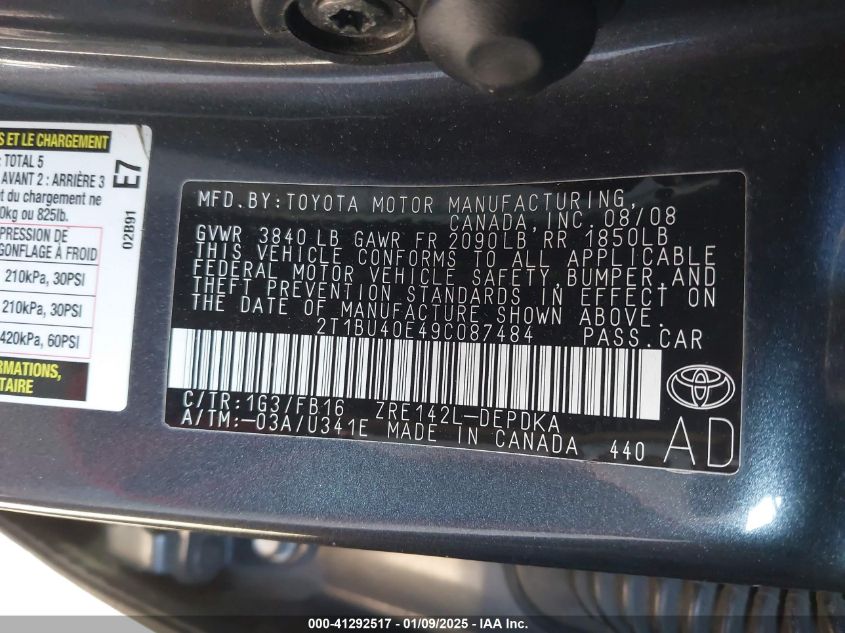 S ET LE CHARGEMENT
: TOTAL 5
AVANT 2 : ARRIÈRE 3
t du chargement ne
0kg ou 825lb.
PRESSION DE
GONFLAGE À FROID
210kPa, 30PSI
210kPa, 30PSI
420kPa, 60PSI
RMATIONS,
TAIRE
E7
02B91
MFD.BY:TOYOTA MOTOR MANUFACTURING,
CANADA,INC. 08/08
GVWR 3840 LB GAWR FR 2090LB RR 1850LB
THIS VEHICLE CONFORMS TO ALL APPLICABLE
FEDERAL MOTOR VEHICLE SAFETY,BUMPER,AND
THEFT PREVENTION STANDARDS IN EFFECT ON
THE DATE OF MANUFACTURE SHOWN ABOVE.
2T1BU40E49C087484 PASS.CAR
C/TR:1G3/FB16 ZRE142L-DEPDKA
A/TM:-03A/U341E MADE IN CANADA 440
AD
000-41292517 - 01/09/2025 - IAA Inc.